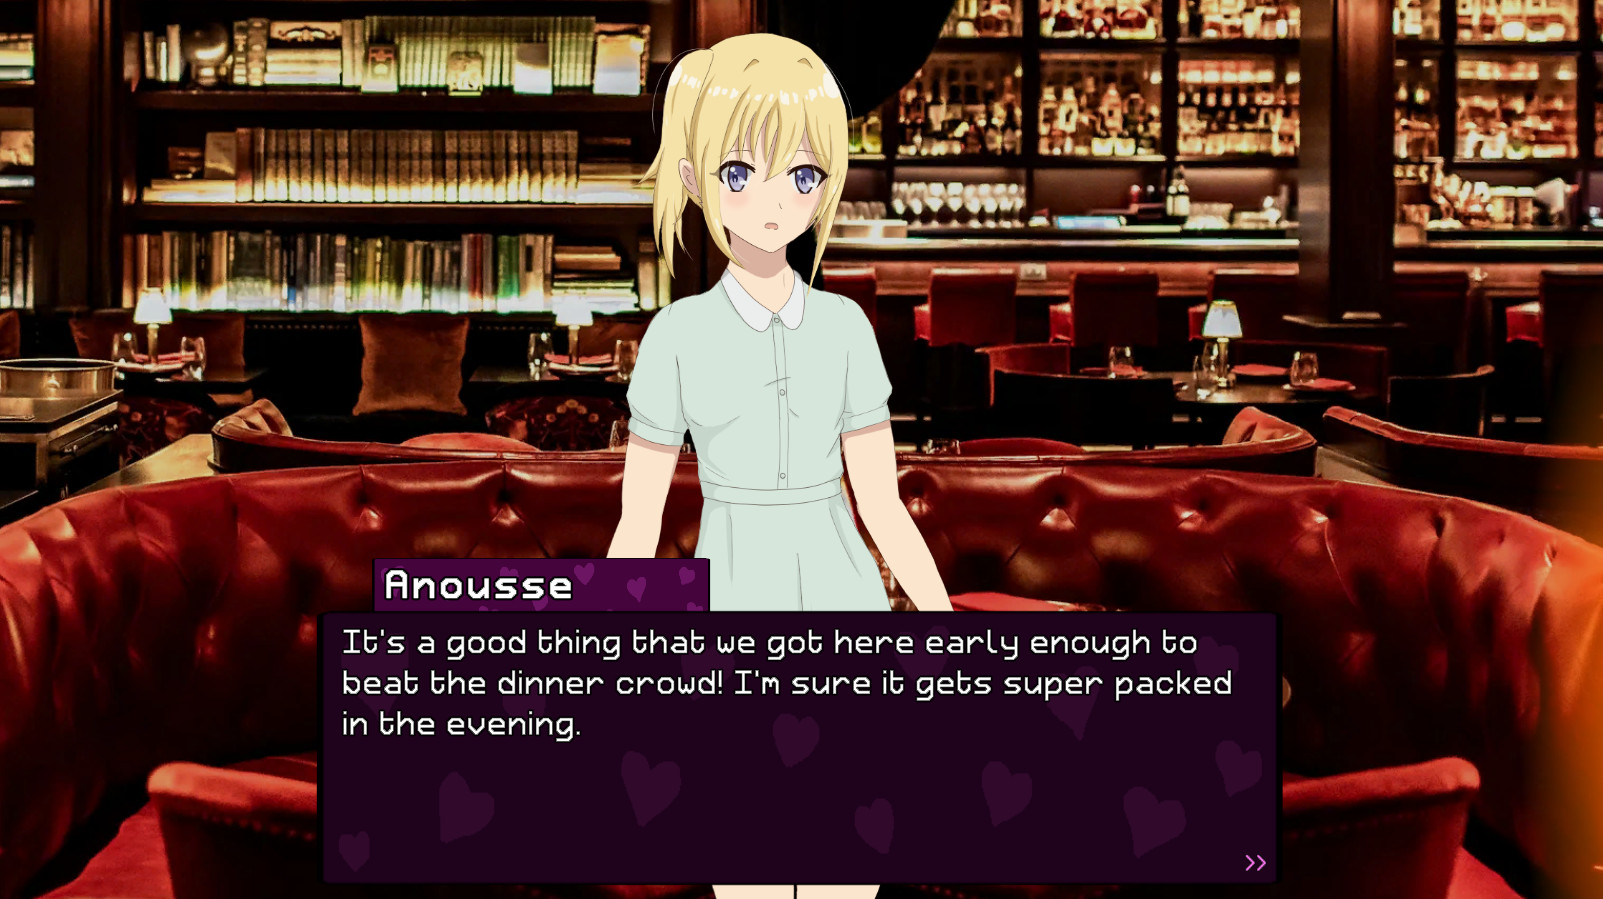 Anousse
It's a good thing that we got here early enough to
beat the dinner crowd! I'm sure it gets super packed
in the evening.